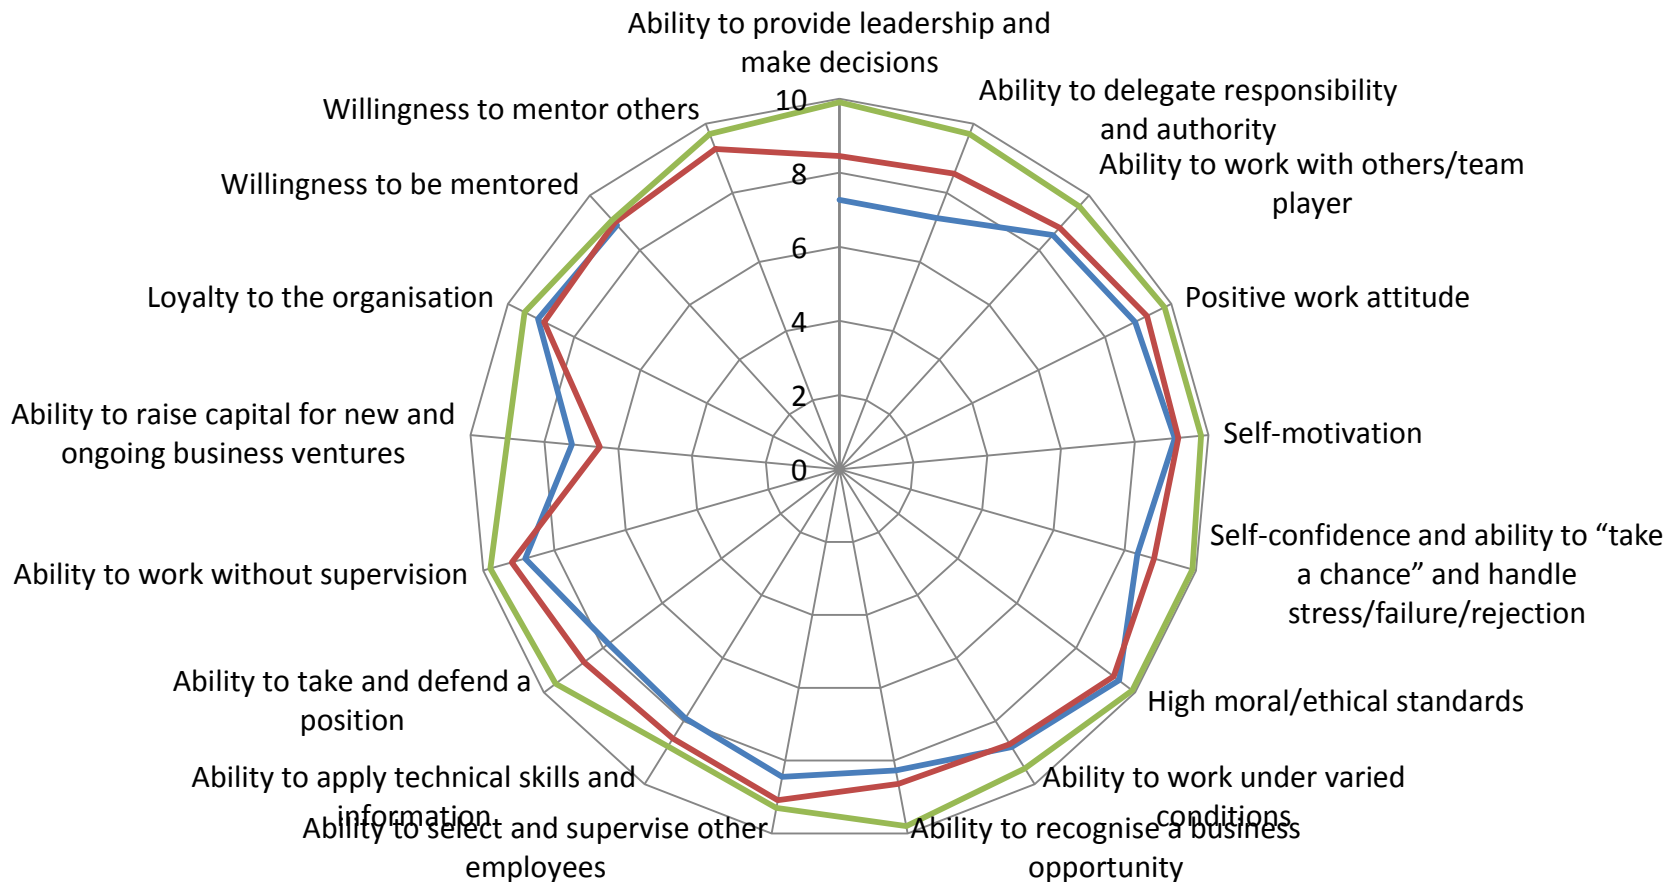 Ability to provide leadership and
make decisions
Ability to delegate responsibility
and authority
Ability to work with others/team
player
Positive work attitude
Self-motivation
Self-confidence and ability to “take
a chance” and handle
stress/failure/rejection
High moral/ethical standards
Ability to work under varied
conditions
Ability to recognise a business
opportunity
Ability to select and supervise other
employees
Ability to apply technical skills and
information
Ability to take and defend a
position
Ability to work without supervision
Ability to raise capital for new and
ongoing business ventures
Loyalty to the organisation
Willingness to be mentored
Willingness to mentor others
10
8
6
4
2
0